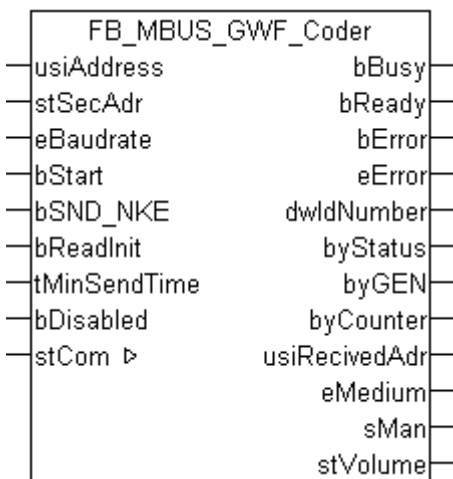 FB_MBUS_GWF_Coder
usiAddress bBusy
stSecAdr bReady
eBaudrate bError
bStart eError
bSND_NKE dwIdNumber
bReadInit byStatus
tMinSendTime byGEN
bDisabled byCounter
stCom ▷ usiRecivedAdr
eMedium
sMan
stVolume